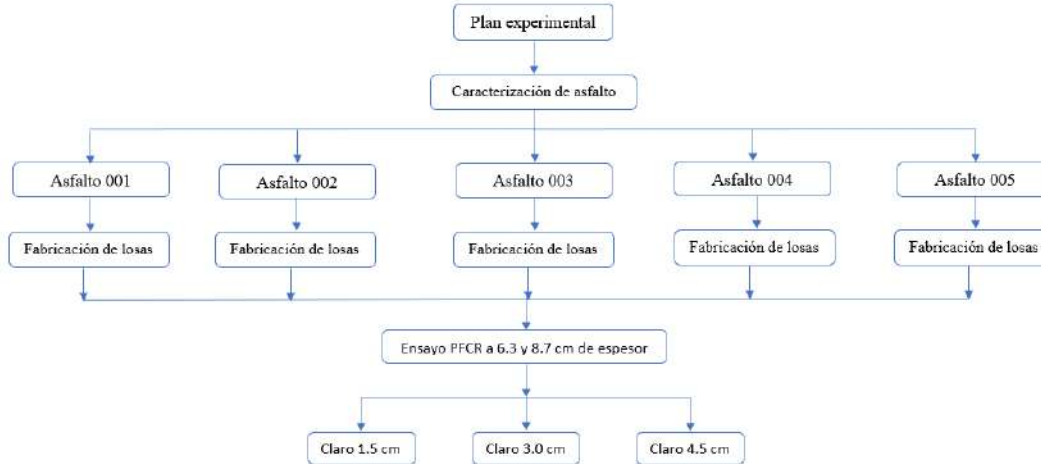 Plan experimental
Caracterización de asfalto
Asfalto 001
Asfalto 002
Asfalto 003
Asfalto 004
Asfalto 005
Fabricación de losas
Fabricación de losas
Fabricación de losas
Fabricación de losas
Fabricación de losas
Ensayo PFCR a 6.3 y 8.7 cm de espesor
Claro 1.5 cm
Claro 3.0 cm
Claro 4.5 cm